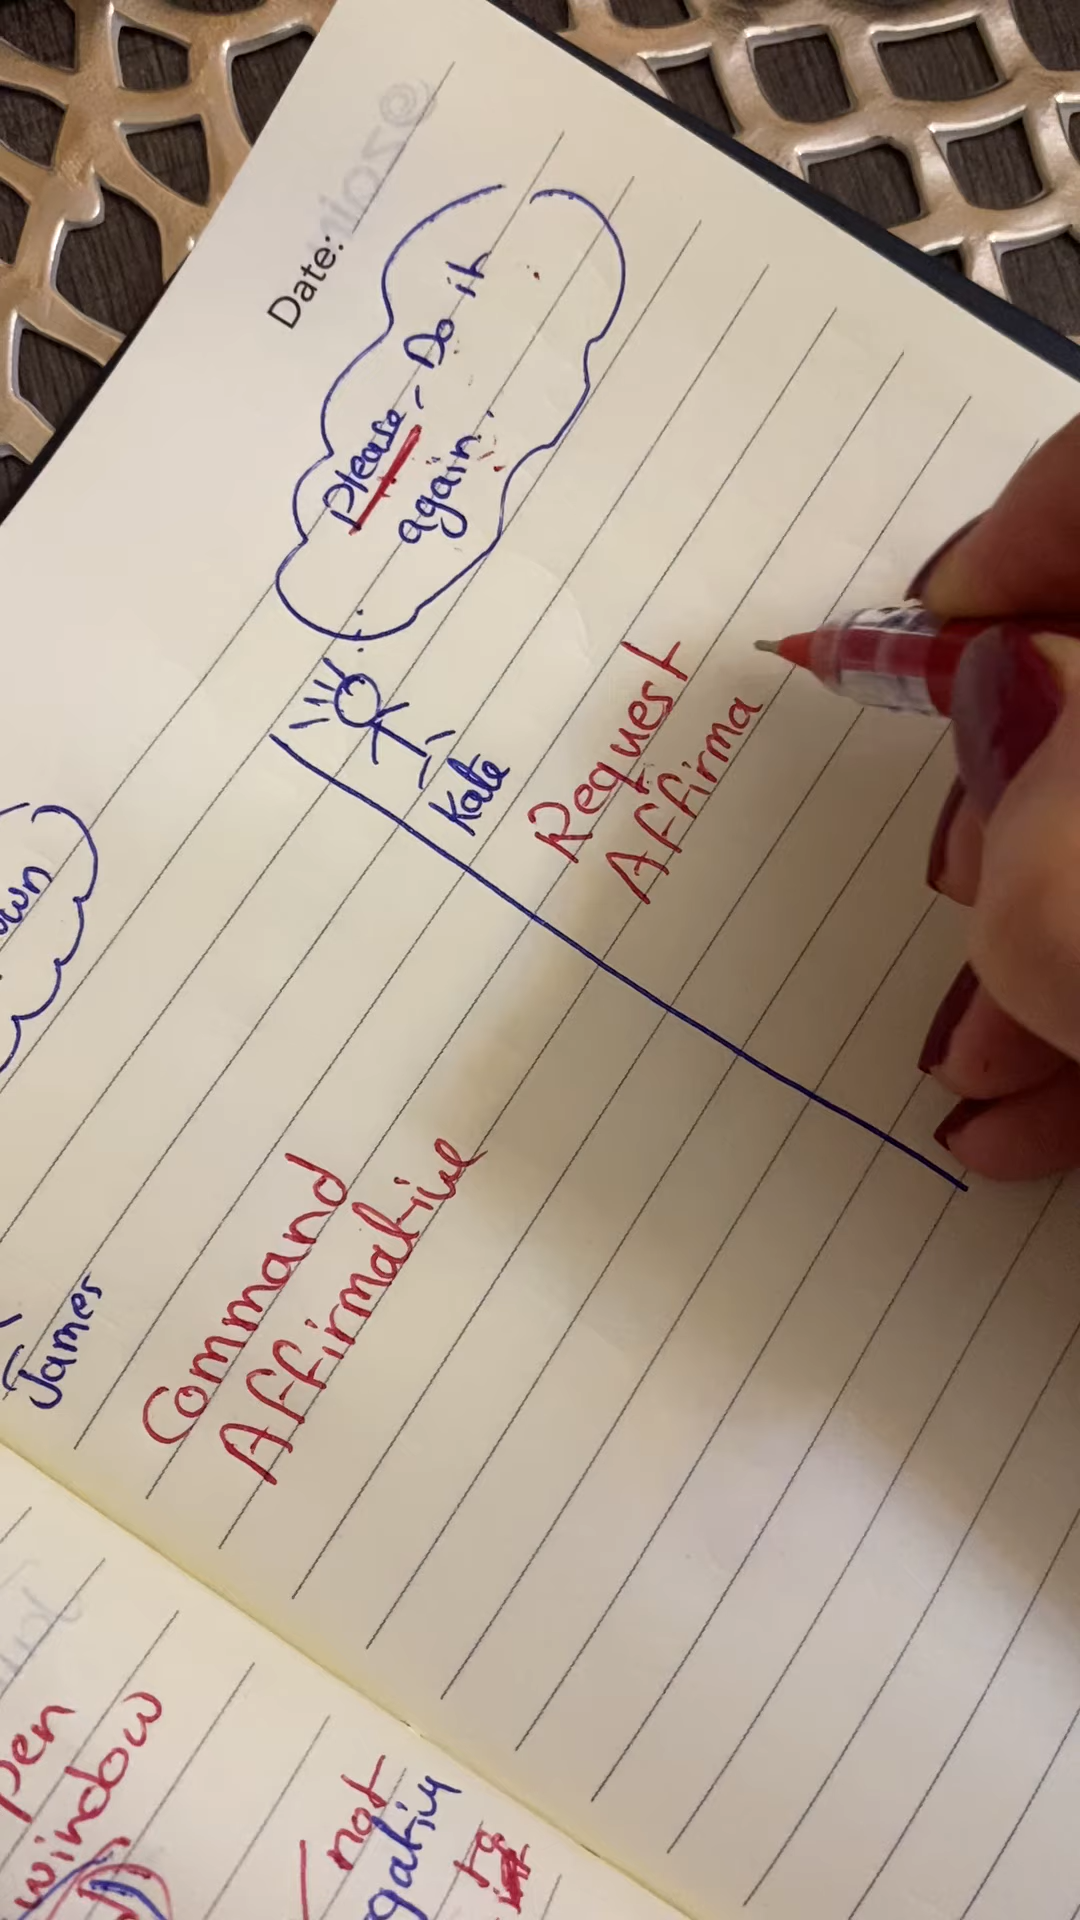 Date:
Please, Do it
again.
Kate
Request
Affirma
own
James
Command
Affirmative
pen
window
not
gativ